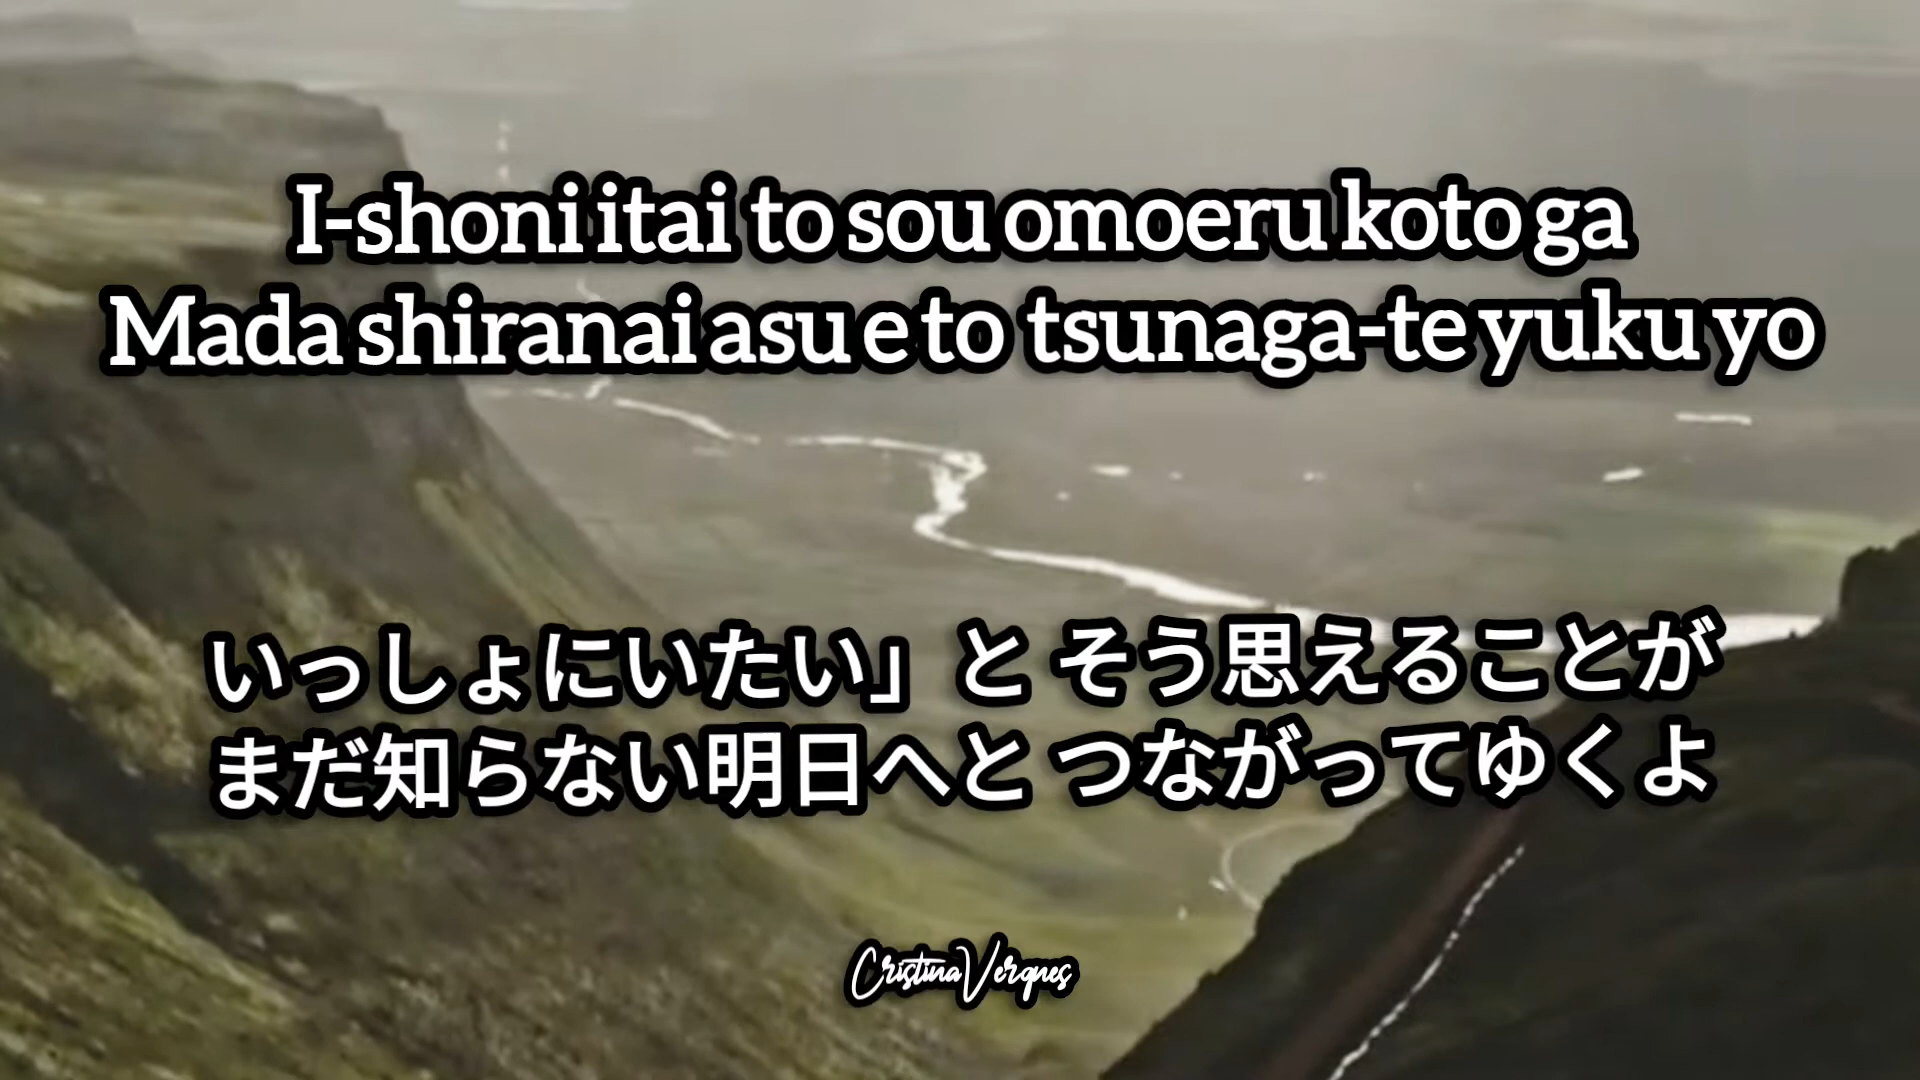 I-shoni itai to sou omoeru koto ga
Mada shiranai asu e to tsunaga-te yuku yo
いっしょにいたい」と そう思えることが
まだ知らない明日へと つながってゆくよ
Cristina Verques